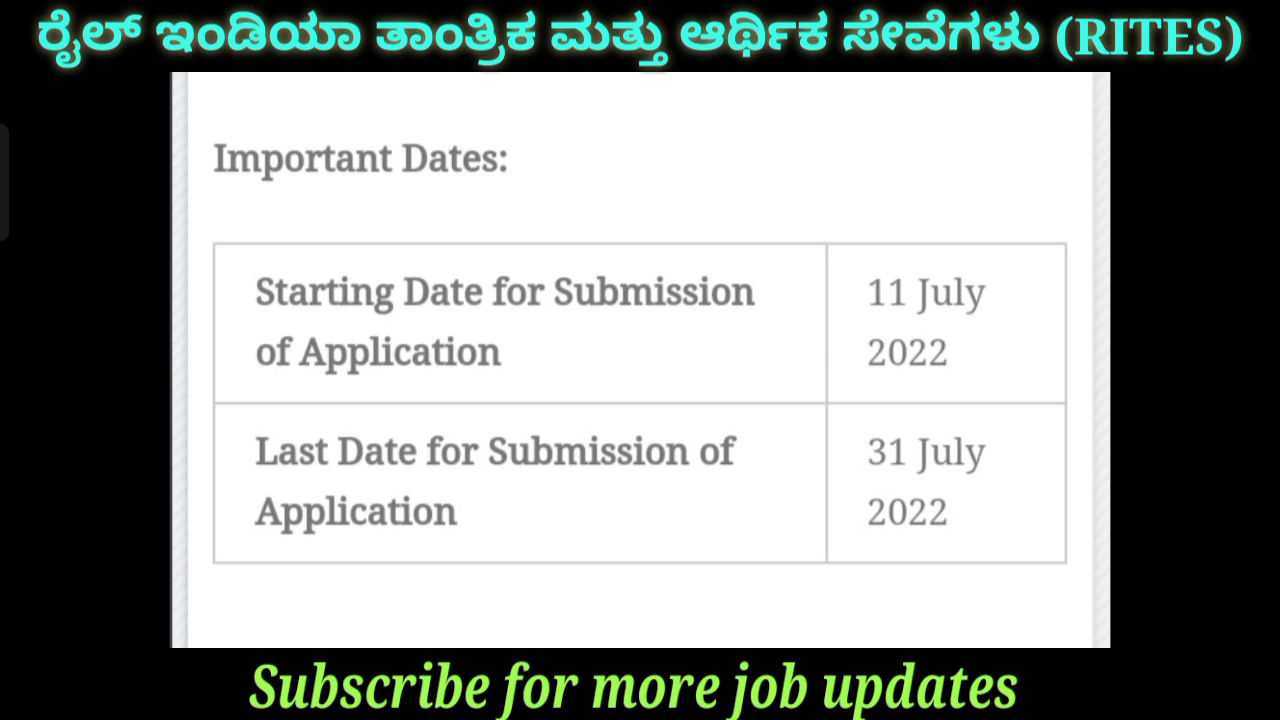 ರೈಲ್ ಇಂಡಿಯಾ ತಾಂತ್ರಿಕ ಮತ್ತು ಆರ್ಥಿಕ ಸೇವೆಗಳು (RITES)
Important Dates:
Starting Date for Submission
of Application
11 July
2022
Last Date for Submission of
Application
31 July
2022
Subscribe for more job updates